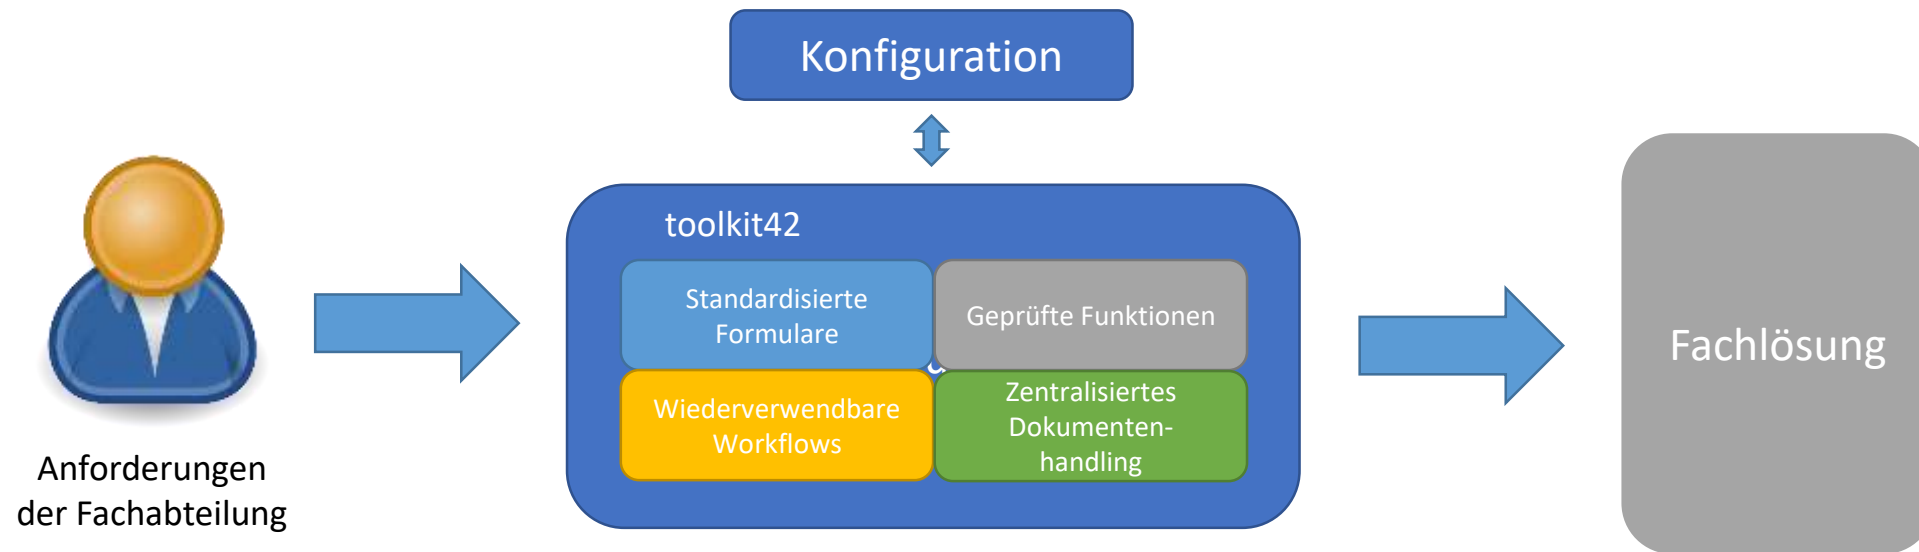 Konfiguration
toolkit42
Standardisierte
Formulare
Geprüfte Funktionen
Wiederverwendbare
Workflows
Zentralisiertes
Dokumenten-
handling
Fachlösung
Anforderungen
der Fachabteilung